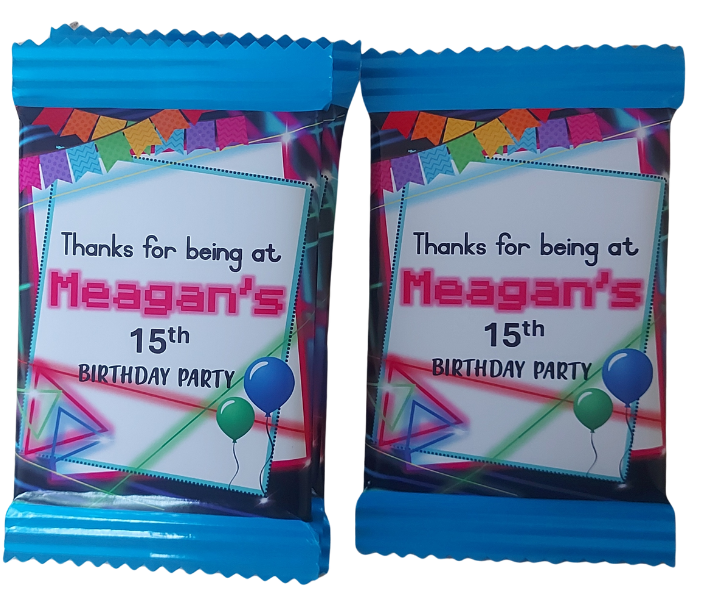 Thanks for being at
Meagan's
15th
BIRTHDAY PARTY
Thanks for being at
Meagan's
15th
BIRTHDAY PARTY